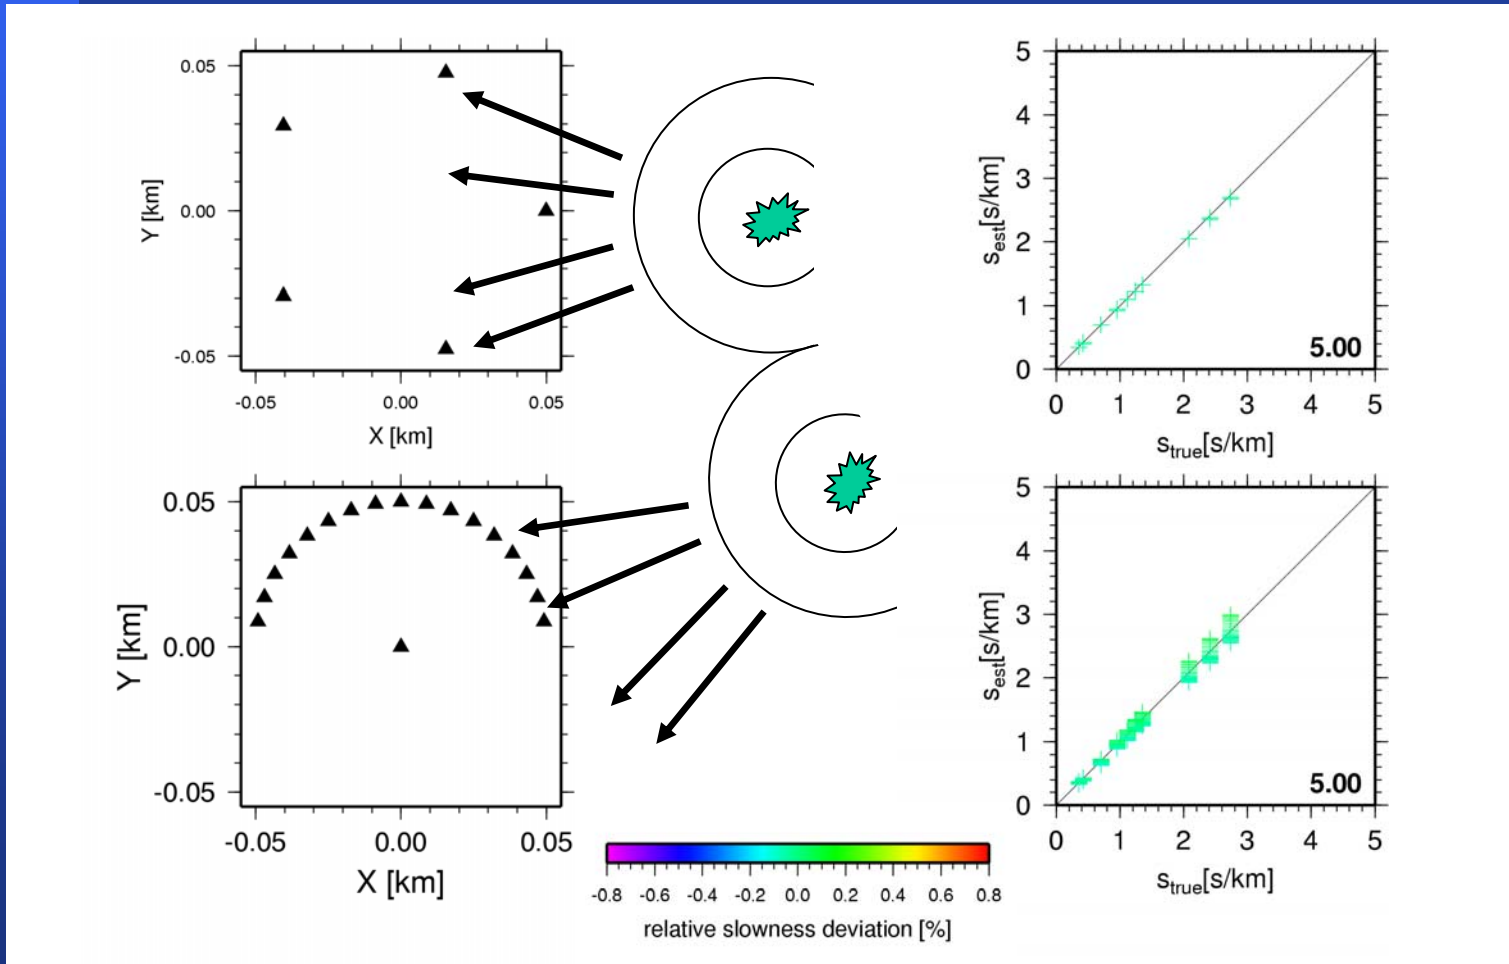 0.05
0.00
-0.05
Y [km]
-0.05 0.00 0.05
X [km]
5
4
3
2
1
0
s_est[s/km]
5.00
0 1 2 3 4 5
s_true[s/km]
0.05
0.00
-0.05
Y [km]
-0.05 0.00 0.05
X [km]
5
4
3
2
1
0
s_est[s/km]
5.00
0 1 2 3 4 5
s_true[s/km]
-0.8 -0.6 -0.4 -0.2 0.0 0.2 0.4 0.6 0.8
relative slowness deviation [%]